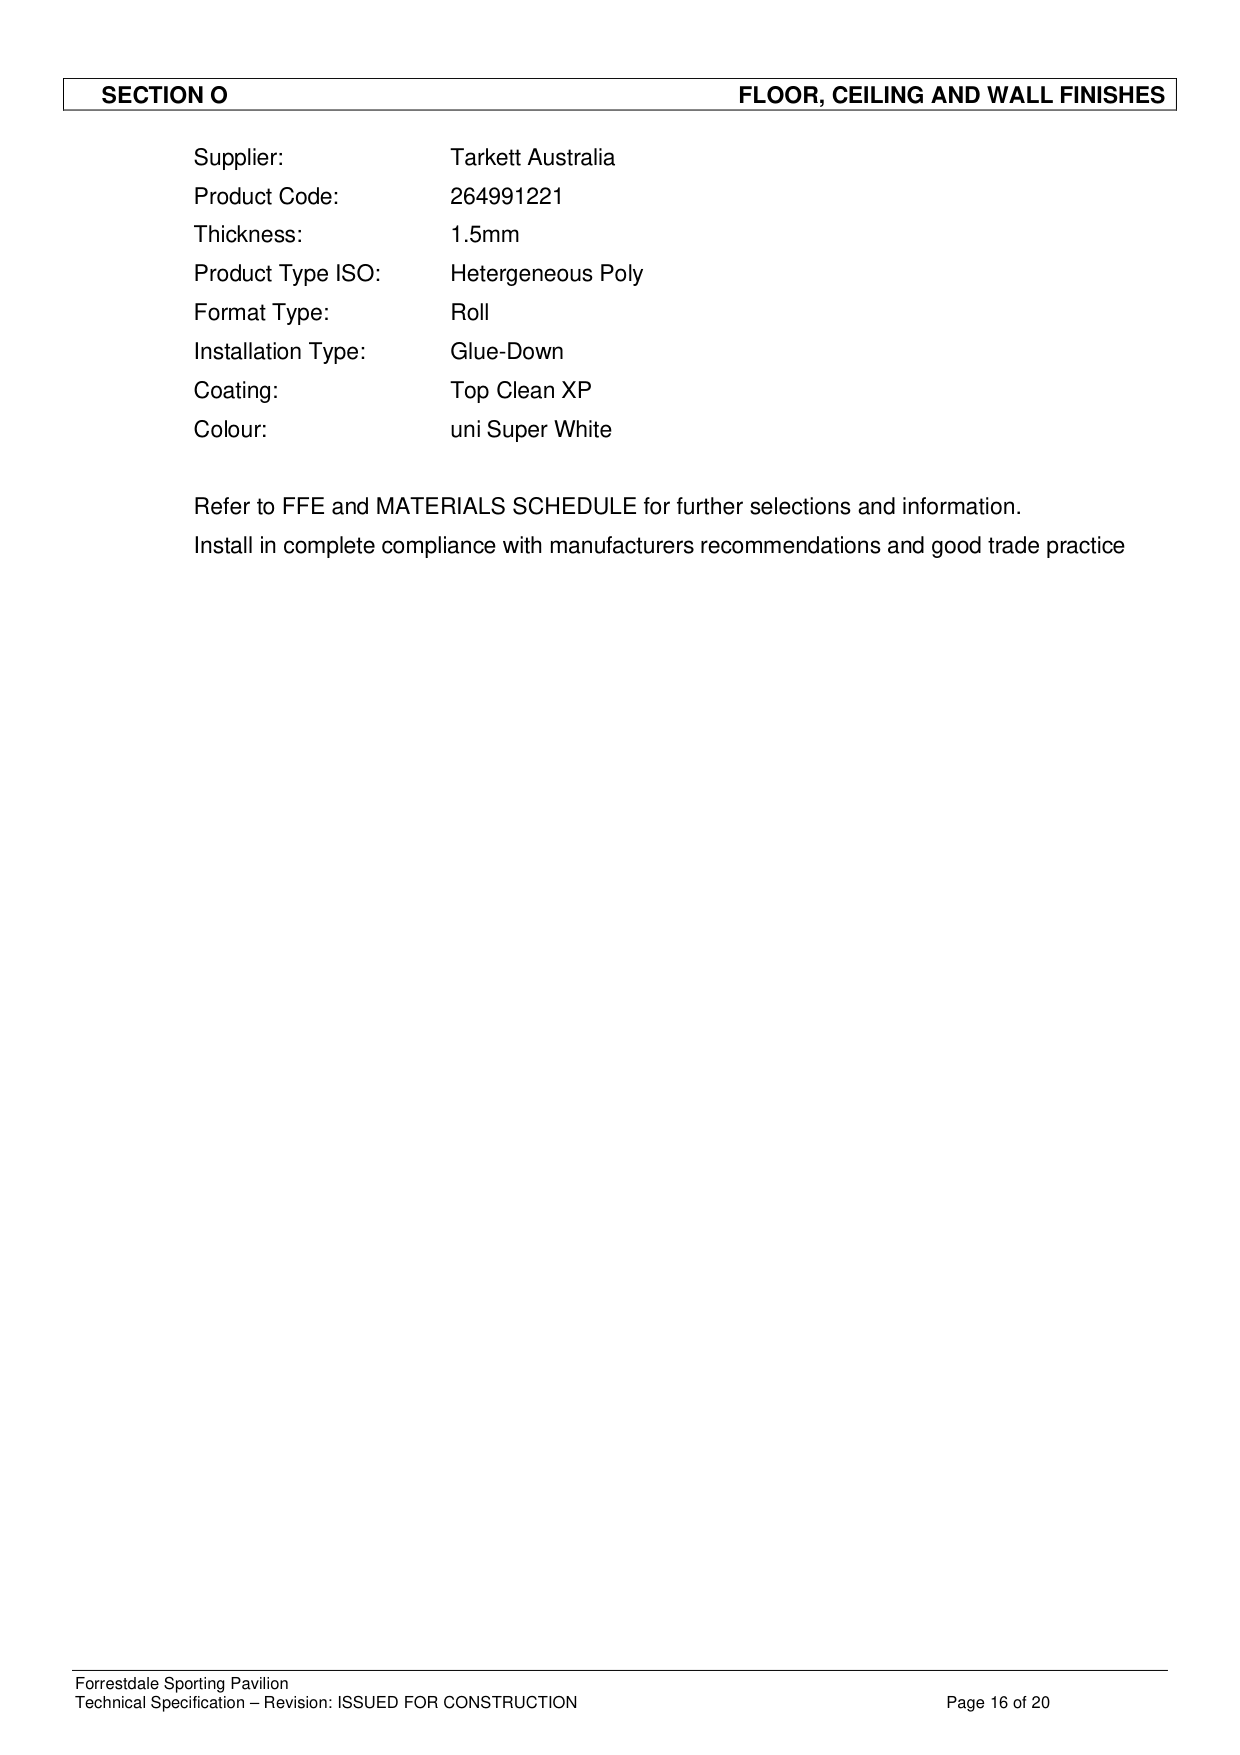 SECTION O FLOOR, CEILING AND WALL FINISHES
Supplier: Tarkett Australia
Product Code: 264991221
Thickness: 1.5mm
Product Type ISO: Hetergeneous Poly
Format Type: Roll
Installation Type: Glue-Down
Coating: Top Clean XP
Colour: uni Super White
Refer to FFE and MATERIALS SCHEDULE for further selections and information.
Install in complete compliance with manufacturers recommendations and good trade practice
Forrestdale Sporting Pavilion
Technical Specification – Revision: ISSUED FOR CONSTRUCTION Page 16 of 20